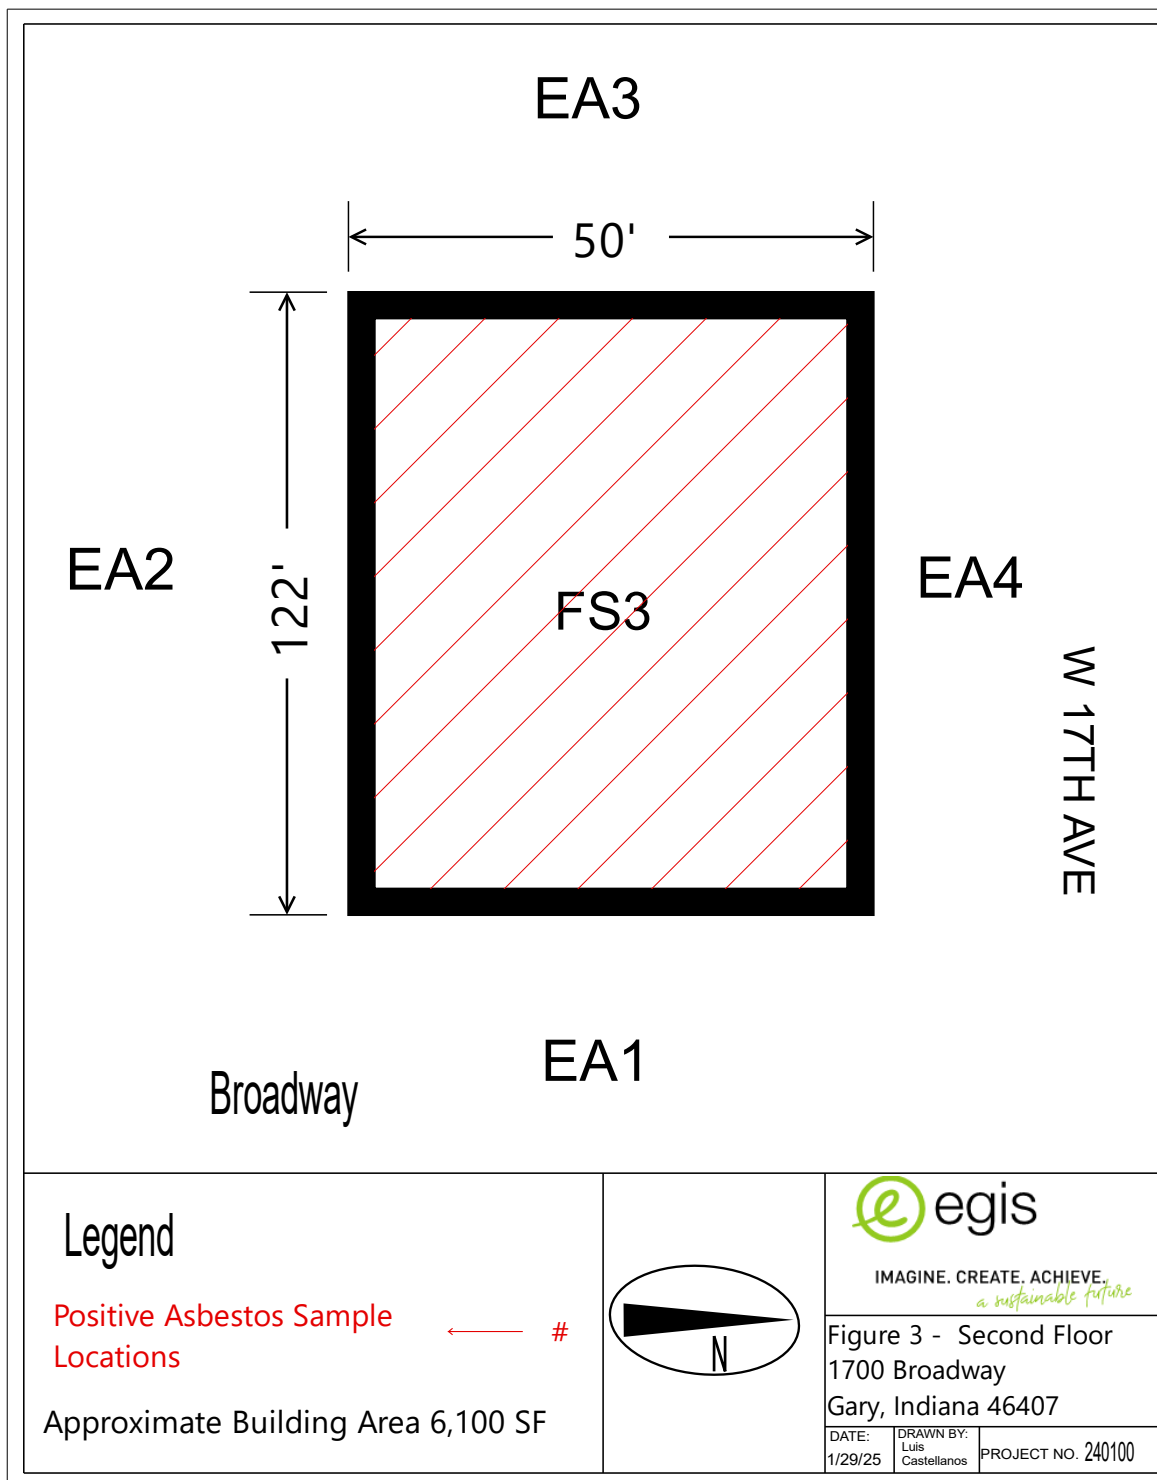 EA3
50'
EA2
122'
FS3
EA4
W 17TH AVE
EA1
Broadway
Legend
Positive Asbestos Sample
Locations
#
Approximate Building Area 6,100 SF
N
e egis
IMAGINE. CREATE. ACHIEVE.
a sustainable future
Figure 3 - Second Floor
1700 Broadway
Gary, Indiana 46407
DATE:
1/29/25
DRAWN BY:
Luis
Castellanos
PROJECT NO. 240100